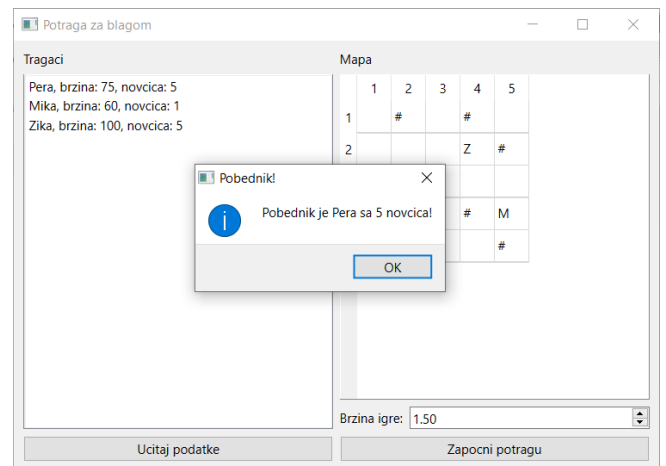 Potraga za blagom
Tragaci
Mapa
Pera, brzina: 75, novcica: 5
Mika, brzina: 60, novcica: 1
Zika, brzina: 100, novcica: 5
1 2 3 4 5
1 # #
2 Z #
# M
#
Pobednik!
Pobednik je Pera sa 5 novcica!
OK
Brzina igre: 1.50
Ucitaj podatke
Zapocni potragu